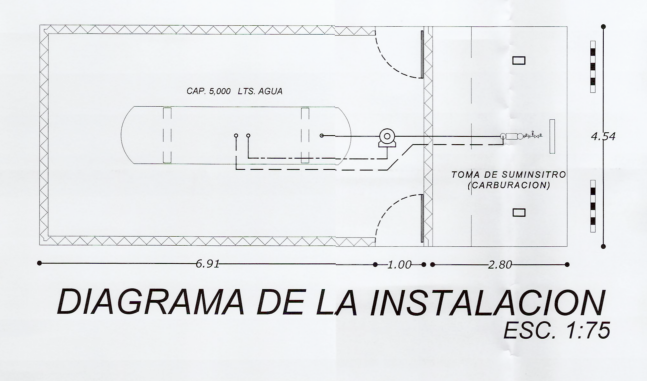 CAP. 5,000 LTS. AGUA
4.54
TOMA DE SUMINSITRO
(CARBURACION)
6.91
1.00
2.80
DIAGRAMA DE LA INSTALACION
ESC. 1:75